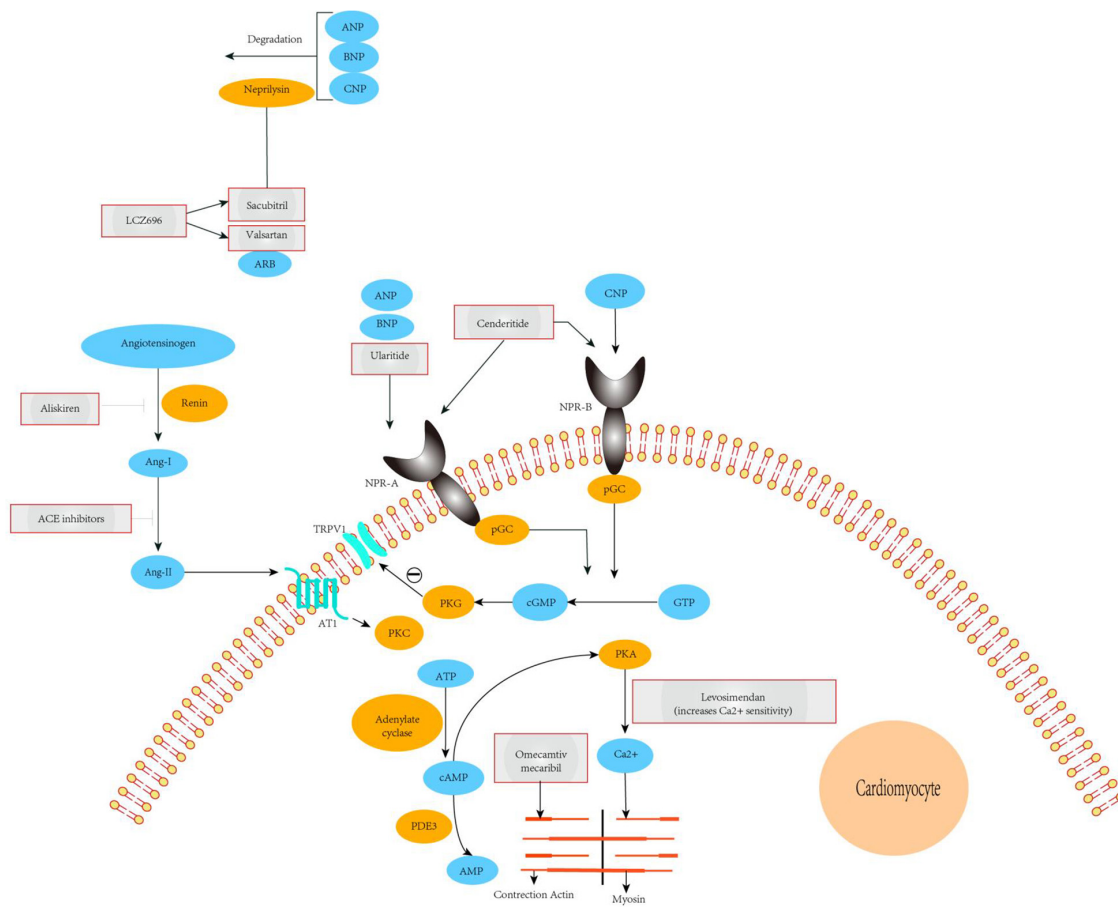 ANP
Degradation
BNP
Neprilysin
CNP
LCZ696
Sacubitril
Valsartan
ARB
ANP
BNP
Ularitide
Cenderitide
CNP
Angiotensinogen
Aliskiren
Renin
NPR-B
Ang-I
NPR-A
pGC
ACE inhibitors
TRPV1
pGC
Ang-II
PKG
cGMP
GTP
AT1
PKC
PKA
ATP
Levosimendan
(increases Ca2+ sensitivity)
Adenylate
cyclase
Omecamtiv
mecaribil
Ca2+
cAMP
Cardiomyocyte
PDE3
AMP
Contrection Actin
Myosin